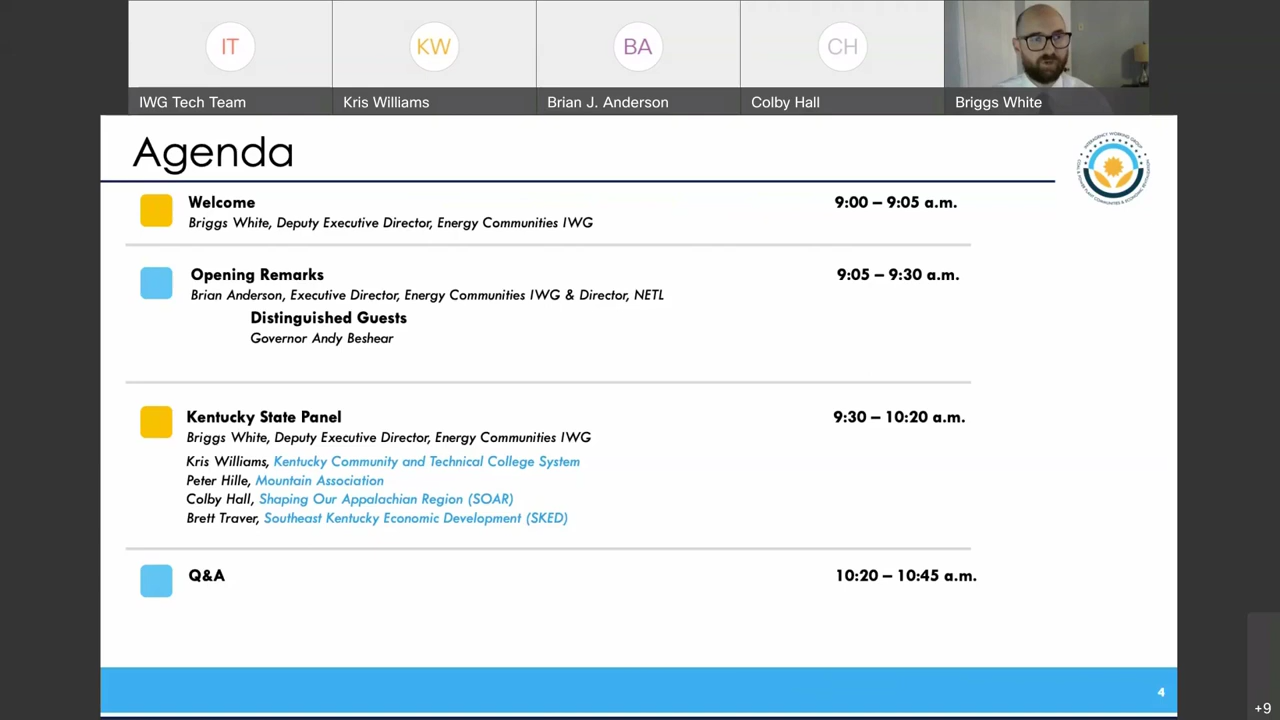 IT
KW
BA
CH
IWG Tech Team
Kris Williams
Brian J. Anderson
Colby Hall
Briggs White
Agenda
Welcome
9:00 – 9:05 a.m.
Briggs White, Deputy Executive Director, Energy Communities IWG
Opening Remarks
9:05 – 9:30 a.m.
Brian Anderson, Executive Director, Energy Communities IWG & Director, NETL
Distinguished Guests
Governor Andy Beshear
Kentucky State Panel
9:30 – 10:20 a.m.
Briggs White, Deputy Executive Director, Energy Communities IWG
Kris Williams, Kentucky Community and Technical College System
Peter Hille, Mountain Association
Colby Hall, Shaping Our Appalachian Region (SOAR)
Brett Traver, Southeast Kentucky Economic Development (SKED)
Q&A
10:20 – 10:45 a.m.
4
+9